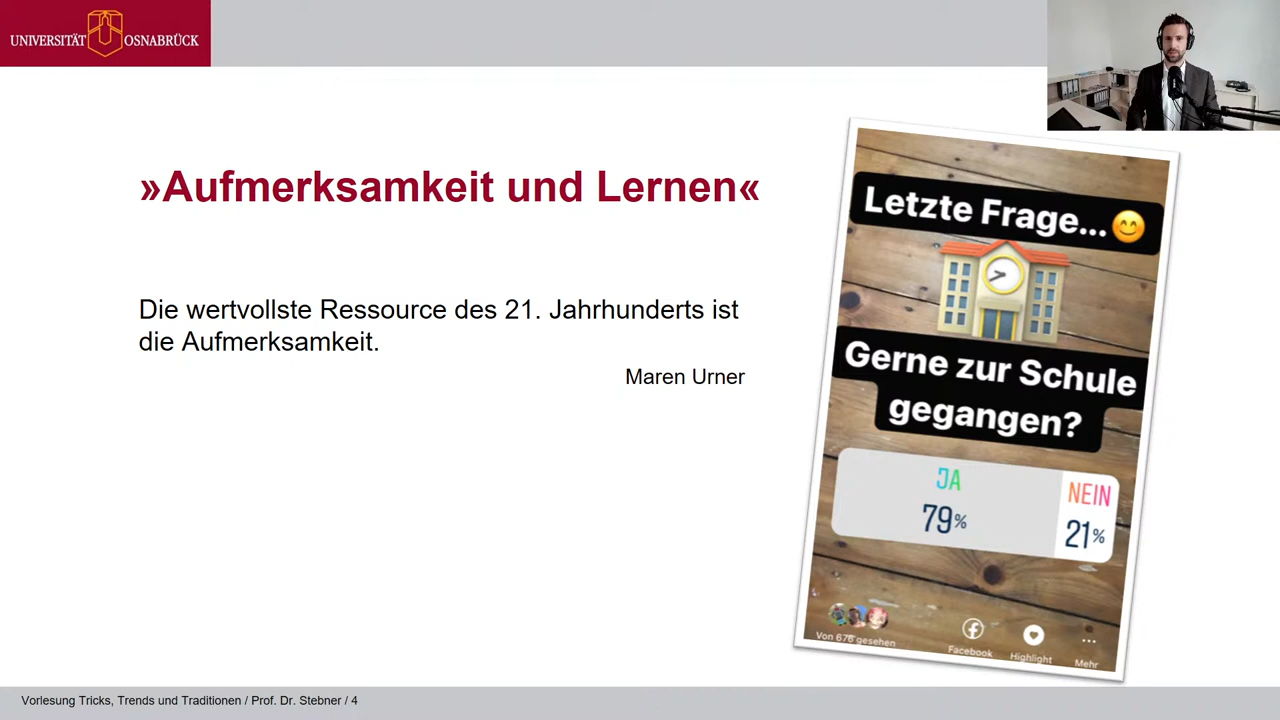 UNIVERSITÄT OSNABRÜCK
»Aufmerksamkeit und Lernen«
Die wertvollste Ressource des 21. Jahrhunderts ist
die Aufmerksamkeit.
Maren Urner
Letzte Frage...😊
Gerne zur Schule
gegangen?
JA
79%
NEIN
21%
Von 676 gesehen
Facebook
Highlight
Mehr
Vorlesung Tricks, Trends und Traditionen / Prof. Dr. Stebner / 4